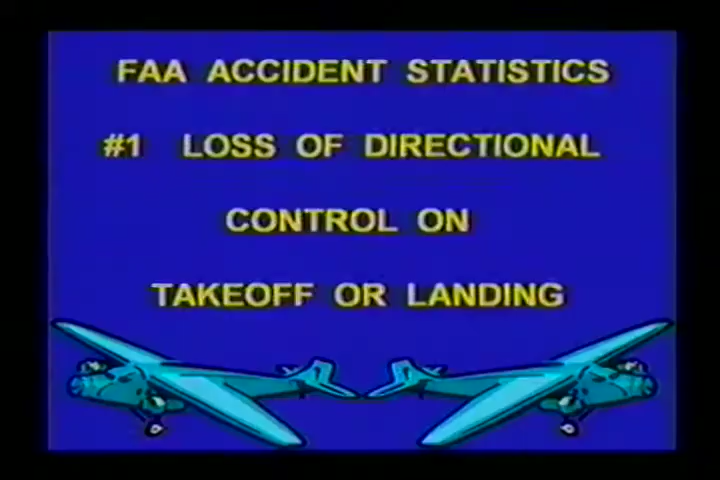 FAA ACCIDENT STATISTICS
#1 LOSS OF DIRECTIONAL
CONTROL ON
TAKEOFF OR LANDING